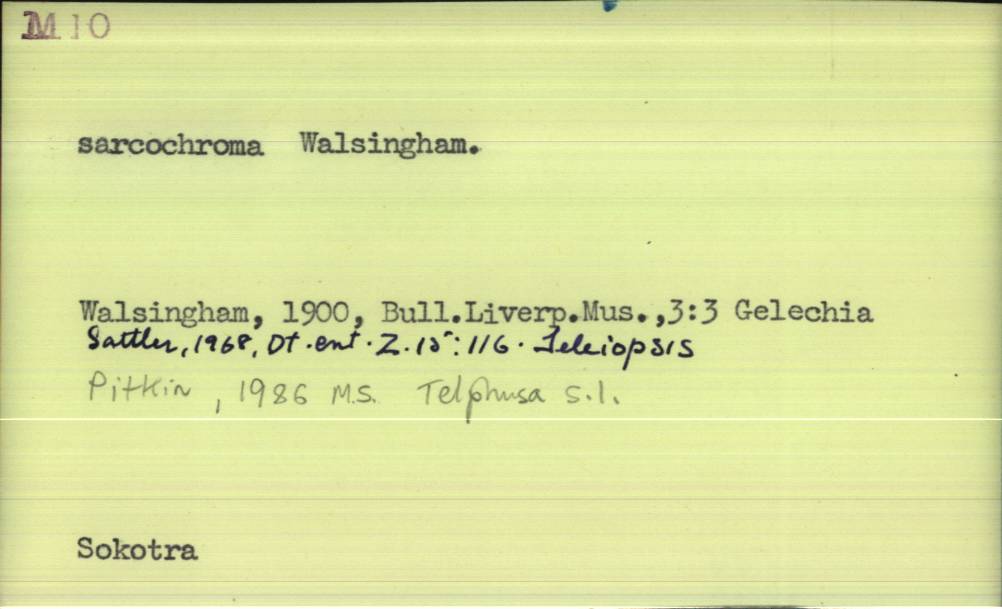 M 10
sarcochroma Walsingham.
Walsingham, 1900, Bull.Liverp.Mus.,3:3 Gelechia
Sattler, 1968, Dt. ent. Z. 15: 116. Teleiopsis
Pitkin, 1986 M.S. Telphusa s.l.
Sokotra